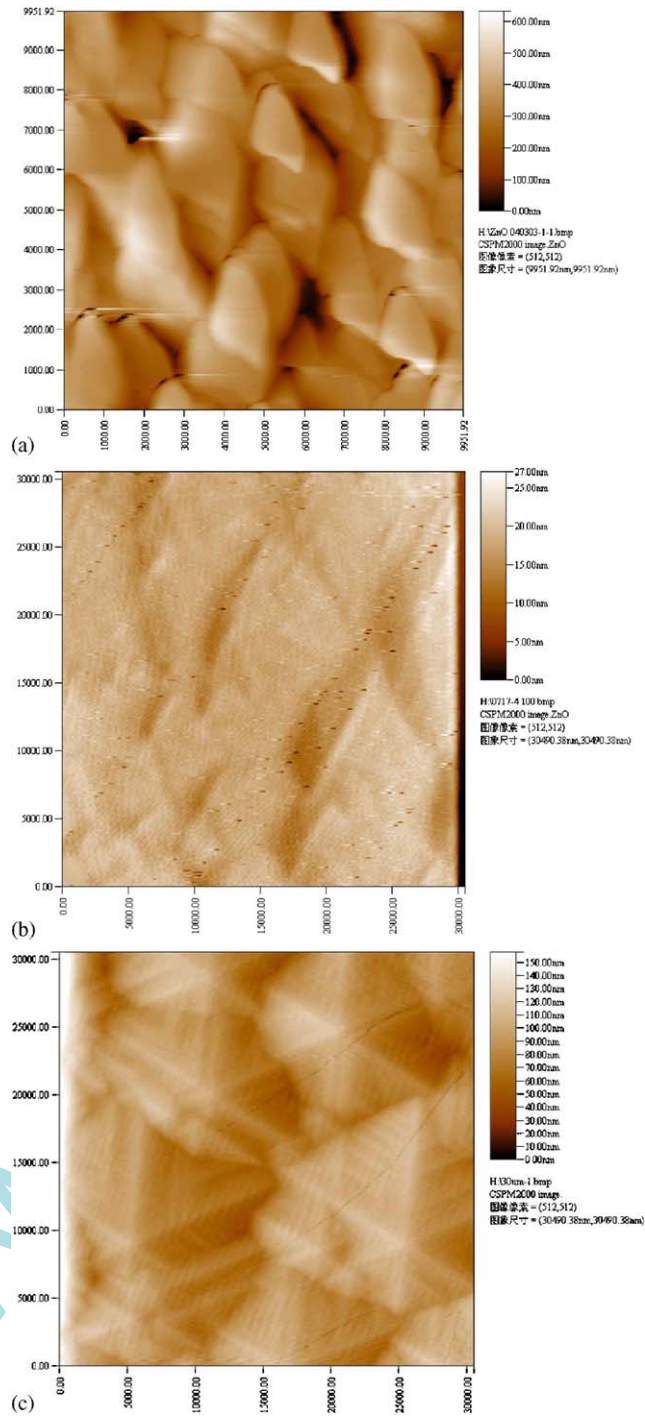 9951.92
9000.00
8000.00
7000.00
6000.00
5000.00
4000.00
3000.00
2000.00
1000.00
0.00
0.00
1000.00
2000.00
3000.00
4000.00
5000.00
6000.00
7000.00
8000.00
9000.00
9951.92
600.00nm
500.00nm
400.00nm
300.00nm
200.00nm
100.00nm
0.00nm
H:\ZnO 040303-1-1.bmp
CSPM2000 image.ZnO
图像像素 = (512,512)
图象尺寸 = (9951.92nm,9951.92nm)
(a)
30000.00
25000.00
20000.00
15000.00
10000.00
5000.00
0.00
0.00
5000.00
10000.00
15000.00
20000.00
25000.00
30000.00
27.00nm
25.00nm
20.00nm
15.00nm
10.00nm
5.00nm
0.00nm
H:\0717-4 100.bmp
CSPM2000 image.ZnO
图像像素 = (512,512)
图象尺寸 = (30490.38nm,30490.38nm)
(b)
30000.00
25000.00
20000.00
15000.00
10000.00
5000.00
0.00
0.00
5000.00
10000.00
15000.00
20000.00
25000.00
30000.00
150.00nm
140.00nm
130.00nm
120.00nm
110.00nm
100.00nm
90.00nm
80.00nm
70.00nm
60.00nm
50.00nm
40.00nm
30.00nm
20.00nm
10.00nm
0.00nm
H:\30um-1.bmp
CSPM2000 image.
图像像素 = (512,512)
图象尺寸 = (30490.38nm,30490.38nm)
(c)